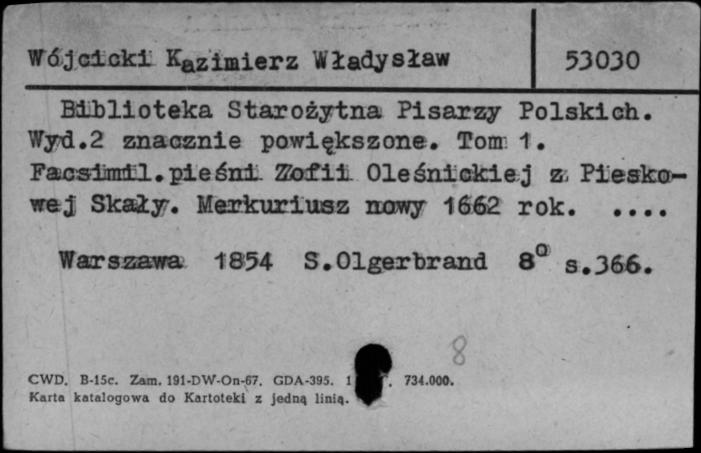 Wójcicki Kazimierz Władysław 53030
Biblioteka Starożytna Pisarzy Polskich.
Wyd.2 znacznie powiększone. Tom 1.
Facsimil.pieśni Zofii Oleśnickiej z Piesko-
wej Skały. Merkuriusz nowy 1662 rok. ....
Warszawa 1854 S.Olgerbrand 8° s.366.
8
CWD. B-15c. Zam. 191-DW-On-67. GDA-395. 1 734.000.
Karta katalogowa do Kartoteki z jedną linią.